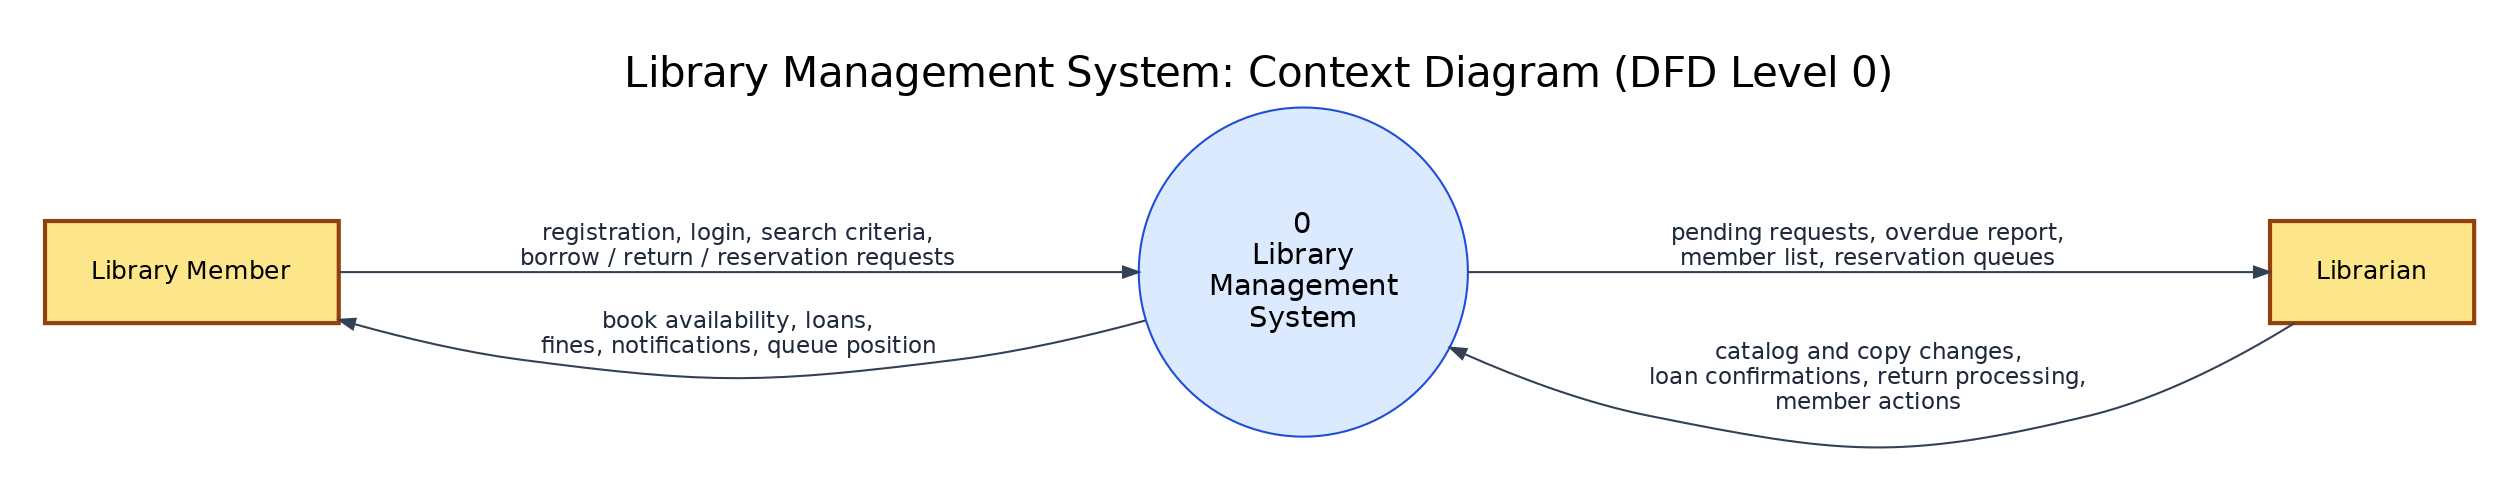 Library Management System: Context Diagram (DFD Level 0)
Library Member
registration, login, search criteria,
borrow / return / reservation requests
book availability, loans,
fines, notifications, queue position
0
Library
Management
System
pending requests, overdue report,
member list, reservation queues
catalog and copy changes,
loan confirmations, return processing,
member actions
Librarian